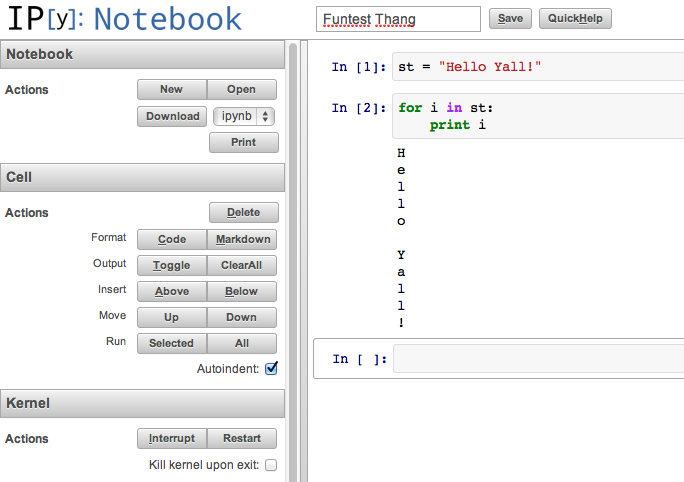 IP[y]: Notebook
Funtest Thang
Save
QuickHelp
Notebook
Actions
New
Open
Download
ipynb
Print
Cell
Actions
Delete
Format
Code
Markdown
Output
Toggle
ClearAll
Insert
Above
Below
Move
Up
Down
Run
Selected
All
Autoindent:
Kernel
Actions
Interrupt
Restart
Kill kernel upon exit:
In [1]: st = "Hello Yall!"
In [2]: for i in st:
print i
H
e
l
l
o
Y
a
l
l
!
In [ ]: